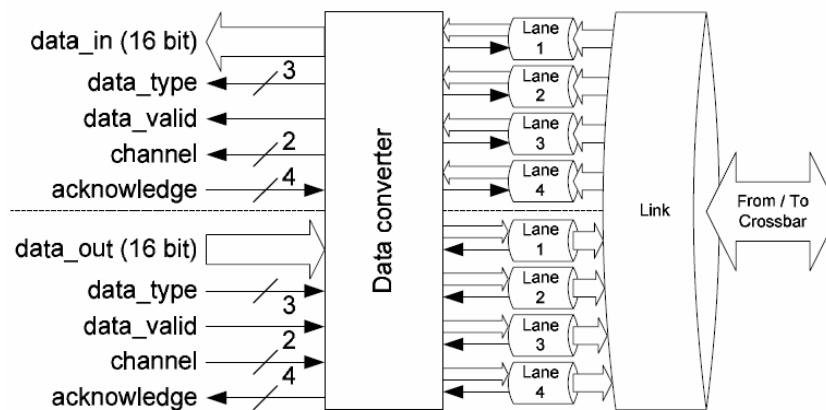 data_in (16 bit)
data_type
3
data_valid
channel
2
acknowledge
4
data_out (16 bit)
data_type
3
data_valid
channel
2
acknowledge
4
Data converter
Lane
1
Lane
2
Lane
3
Lane
4
Lane
1
Lane
2
Lane
3
Lane
4
Link
From / To
Crossbar